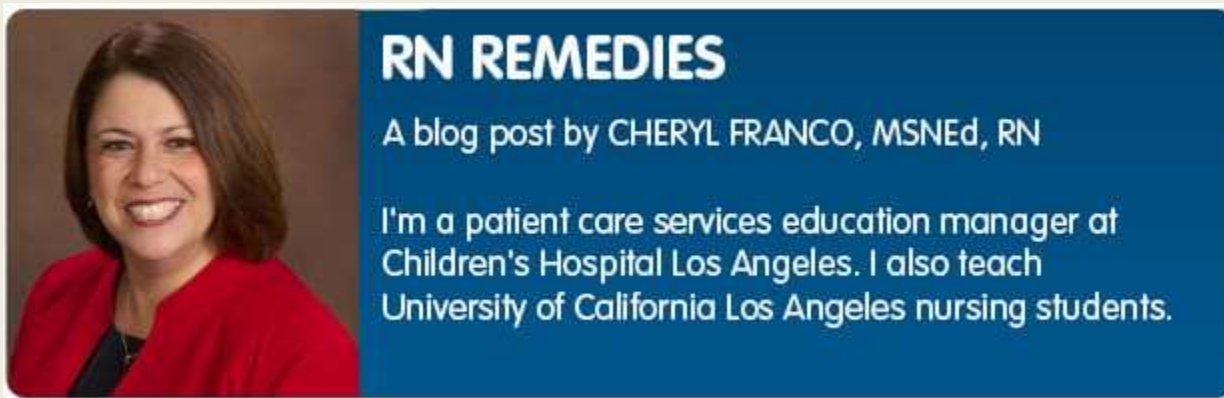 RN REMEDIES
A blog post by CHERYL FRANCO, MSNEd, RN
I'm a patient care services education manager at
Children's Hospital Los Angeles. I also teach
University of California Los Angeles nursing students.